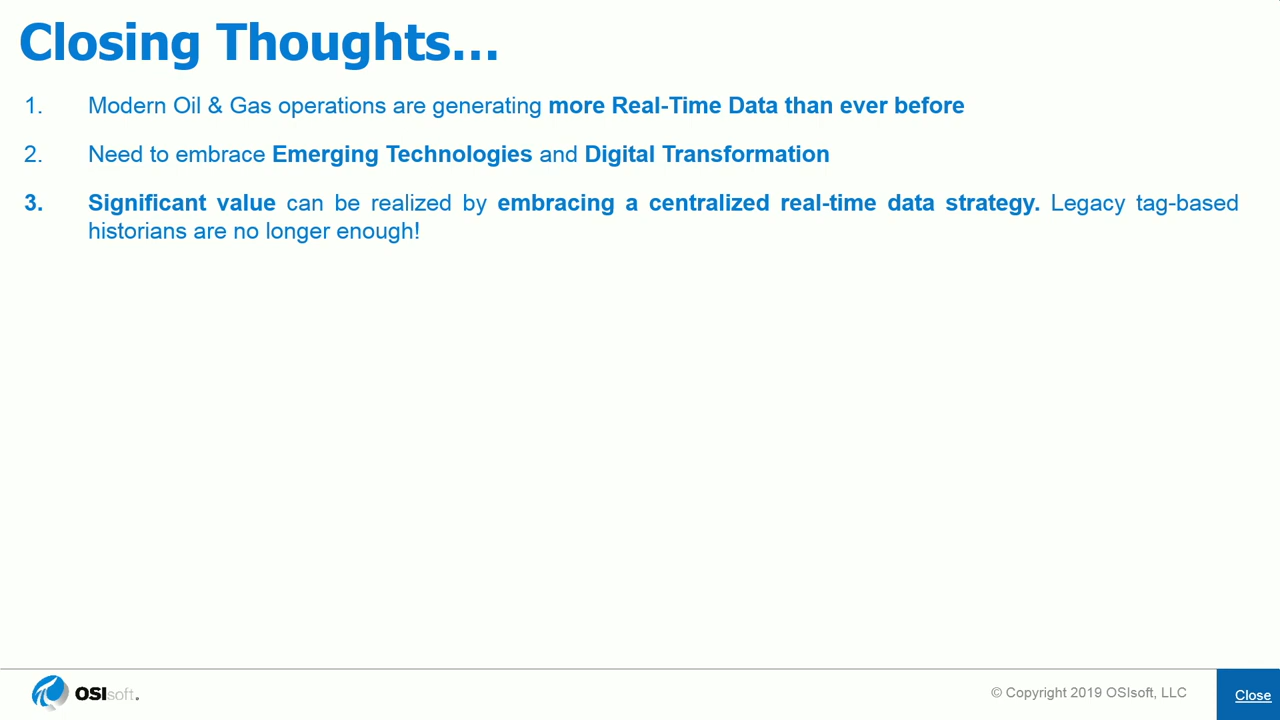 Closing Thoughts...
1. Modern Oil & Gas operations are generating more Real-Time Data than ever before
2. Need to embrace Emerging Technologies and Digital Transformation
3. Significant value can be realized by embracing a centralized real-time data strategy. Legacy tag-based
historians are no longer enough!
OSIsoft.
© Copyright 2019 OSIsoft, LLC
Close